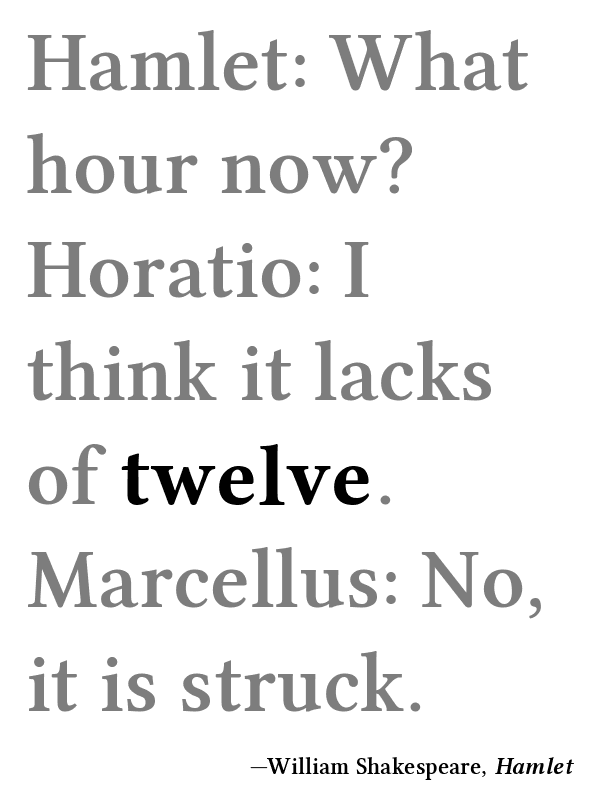 Hamlet: What
hour now?
Horatio: I
think it lacks
of twelve.
Marcellus: No,
it is struck.
—William Shakespeare, Hamlet